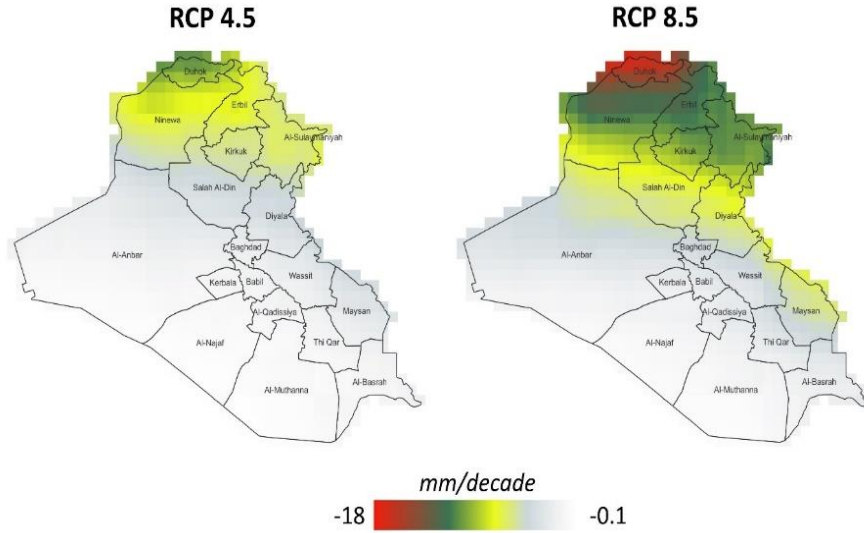 RCP 4.5
RCP 8.5
Duhok
Ninewa
Erbil
Al-Sulaymaniyah
Kirkuk
Salah Al-Din
Diyala
Al-Anbar
Baghdad
Wassit
Kerbala
Babil
Al-Qadissiya
Maysan
Al-Najaf
Thi Qar
Al-Muthanna
Al-Basrah
Duhok
Ninewa
Erbil
Al-Sulaymaniyah
Kirkuk
Salah Al-Din
Diyala
Al-Anbar
Baghdad
Wassit
Kerbala
Babil
Al-Qadissiya
Maysan
Al-Najaf
Thi Qar
Al-Muthanna
Al-Basrah
mm/decade
-18
-0.1